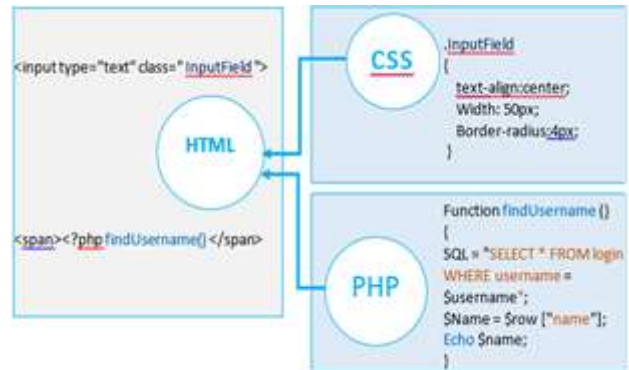 <input type="text" class=" InputField ">
HTML
<span><?php findUsername() </span>
CSS
.InputField
{
text-align:center;
Width: 50px;
Border-radius:4px;
}
PHP
Function findUsername ()
{
SQL = "SELECT * FROM login
WHERE username =
$username";
$Name = $row ["name"];
Echo $name;
}